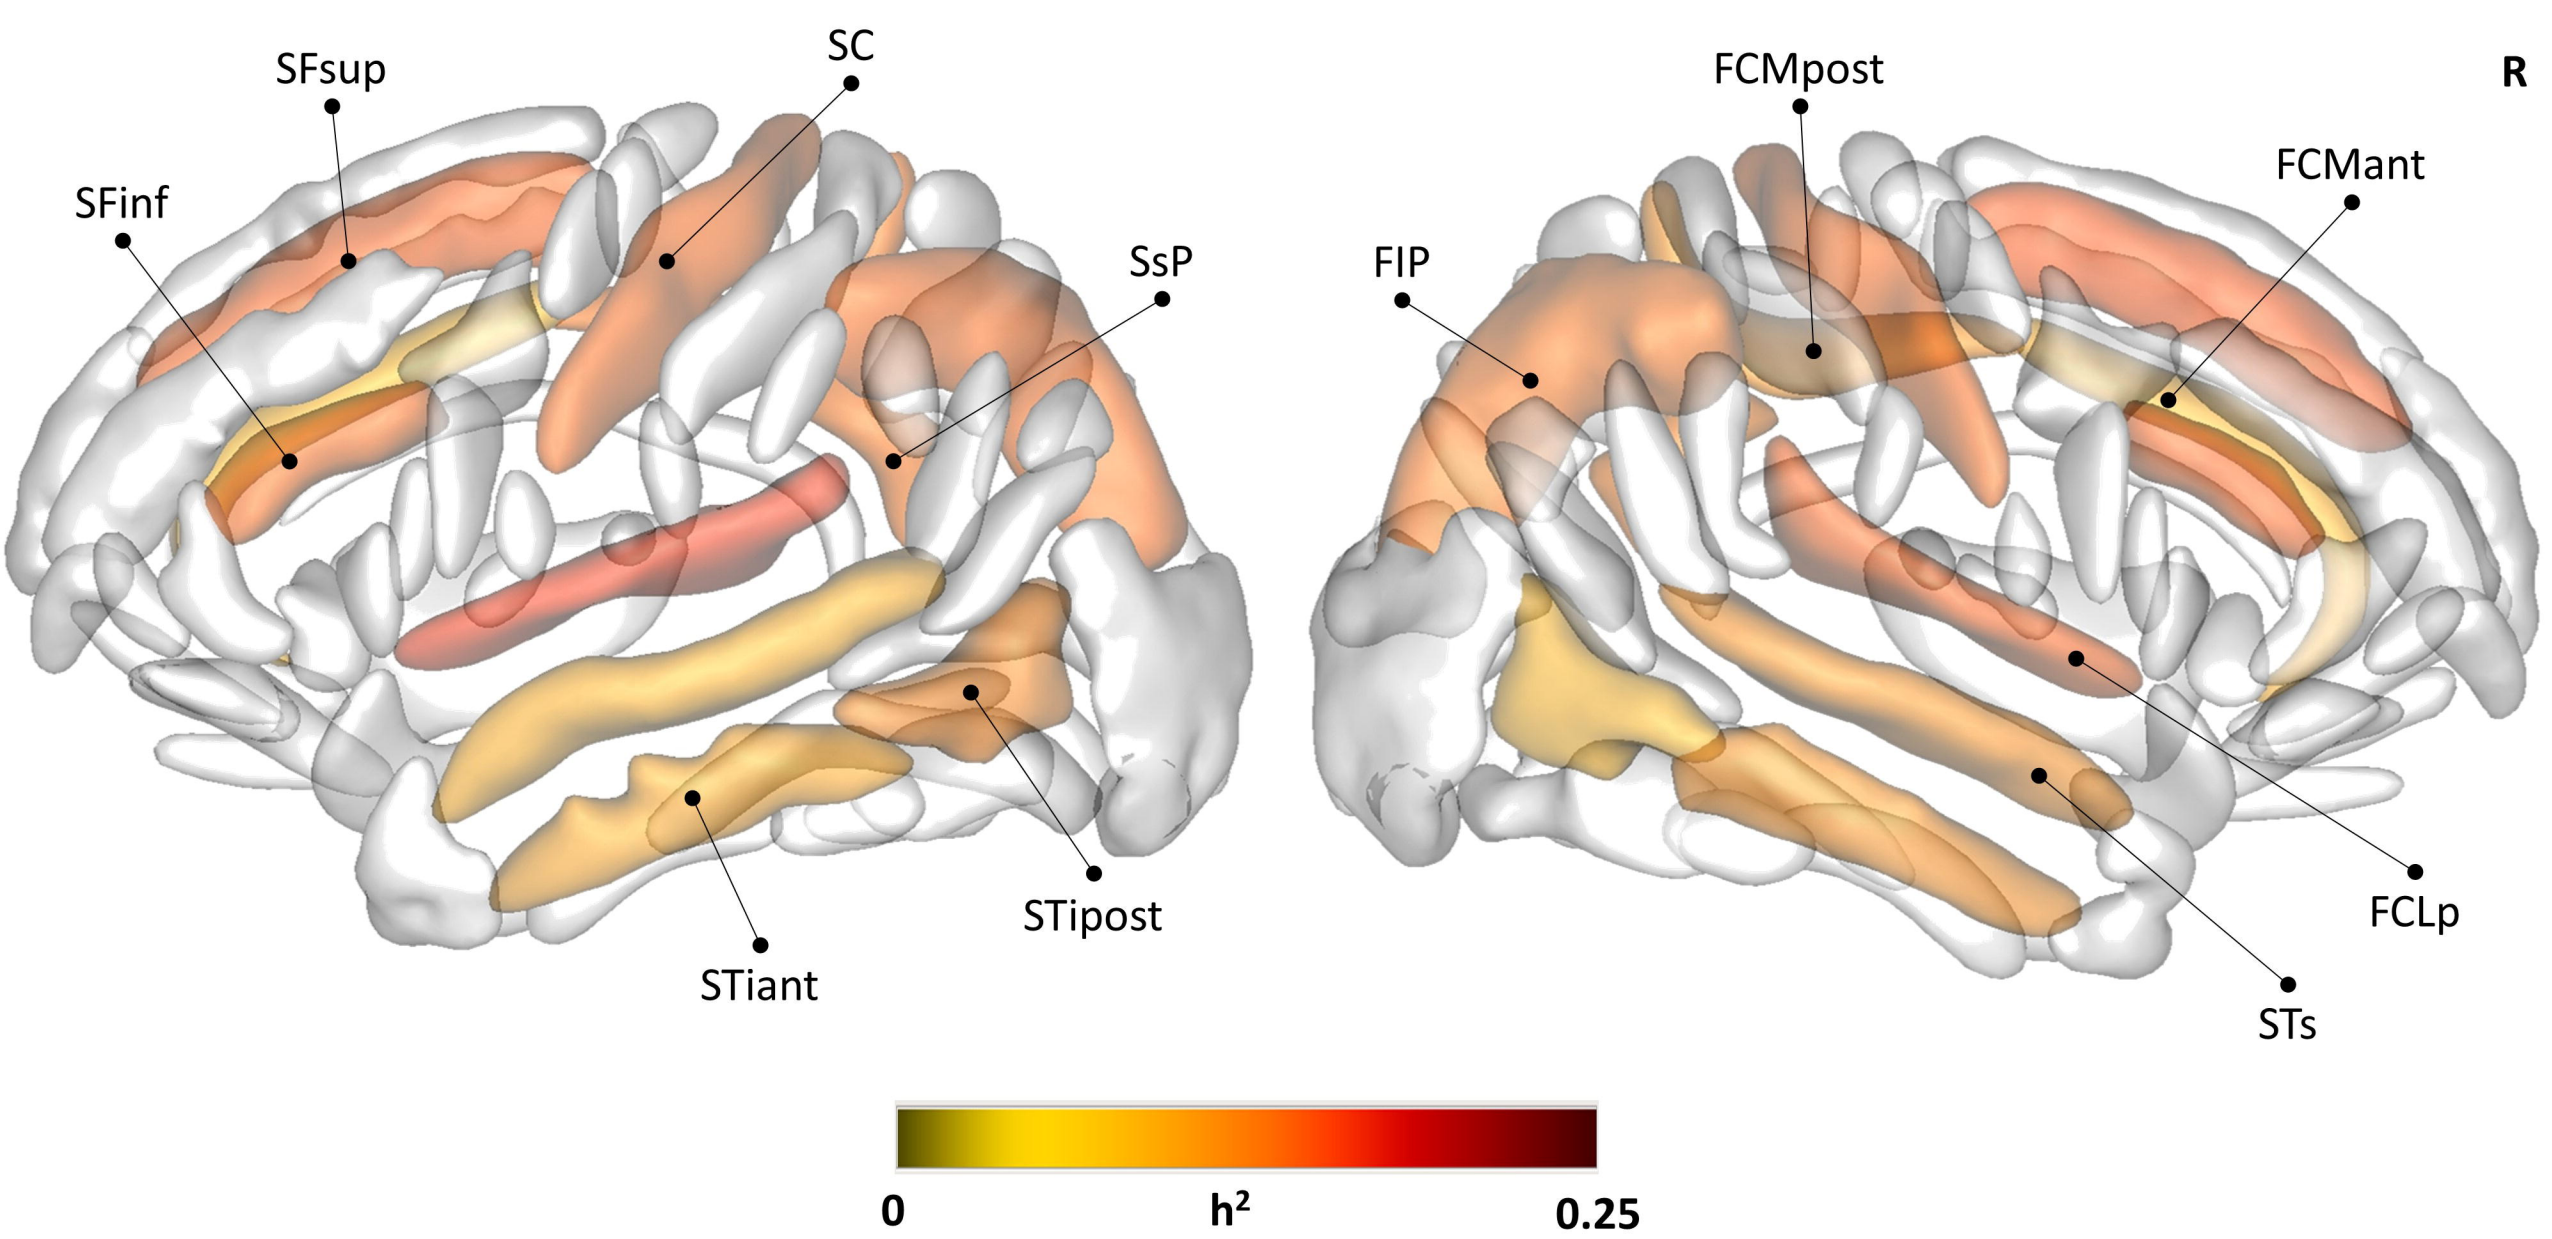 SC
SFsup
FCMpost
R
FCMant
SFinf
SsP
FIP
FCLp
STipost
STiant
STs
0
h²
0.25